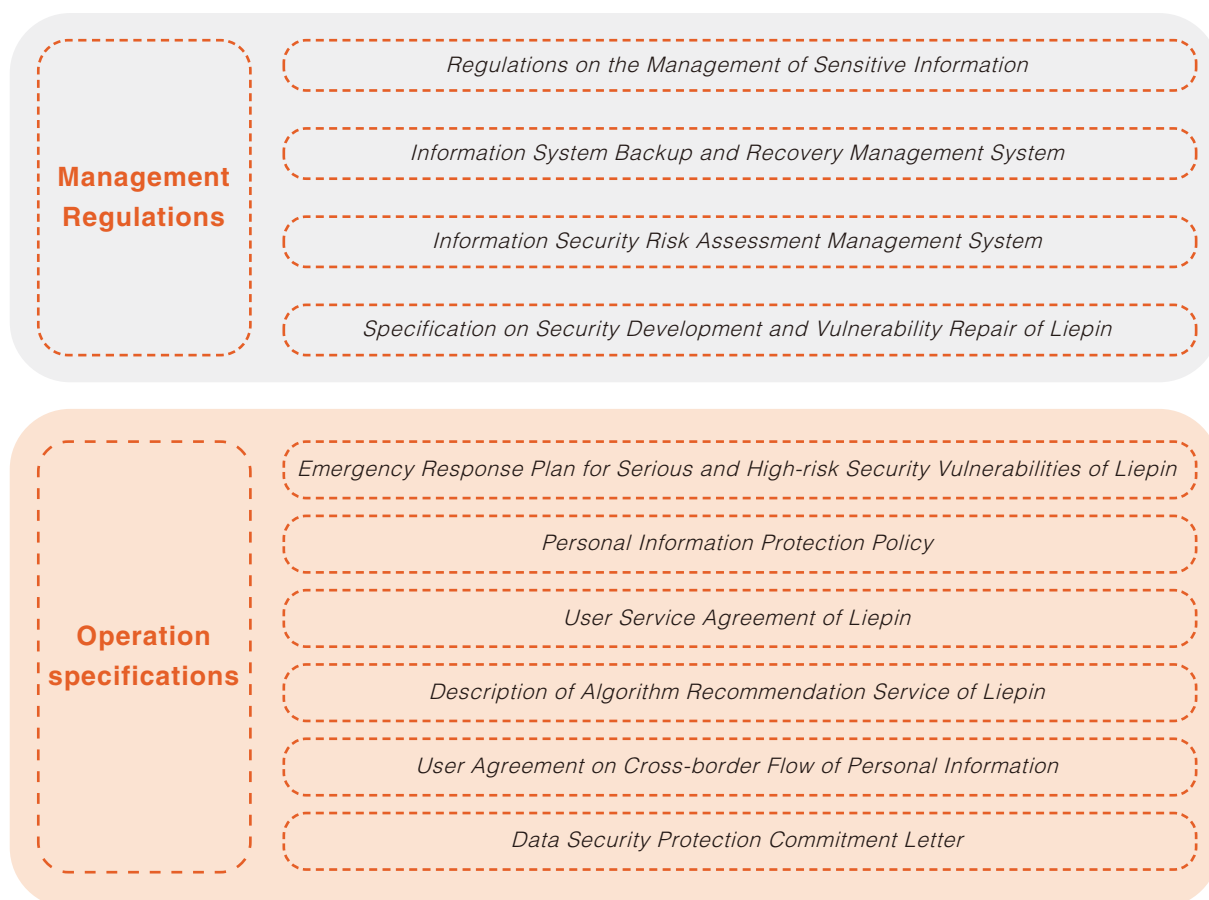 Management
Regulations
Regulations on the Management of Sensitive Information
Information System Backup and Recovery Management System
Information Security Risk Assessment Management System
Specification on Security Development and Vulnerability Repair of Liepin
Operation
specifications
Emergency Response Plan for Serious and High-risk Security Vulnerabilities of Liepin
Personal Information Protection Policy
User Service Agreement of Liepin
Description of Algorithm Recommendation Service of Liepin
User Agreement on Cross-border Flow of Personal Information
Data Security Protection Commitment Letter